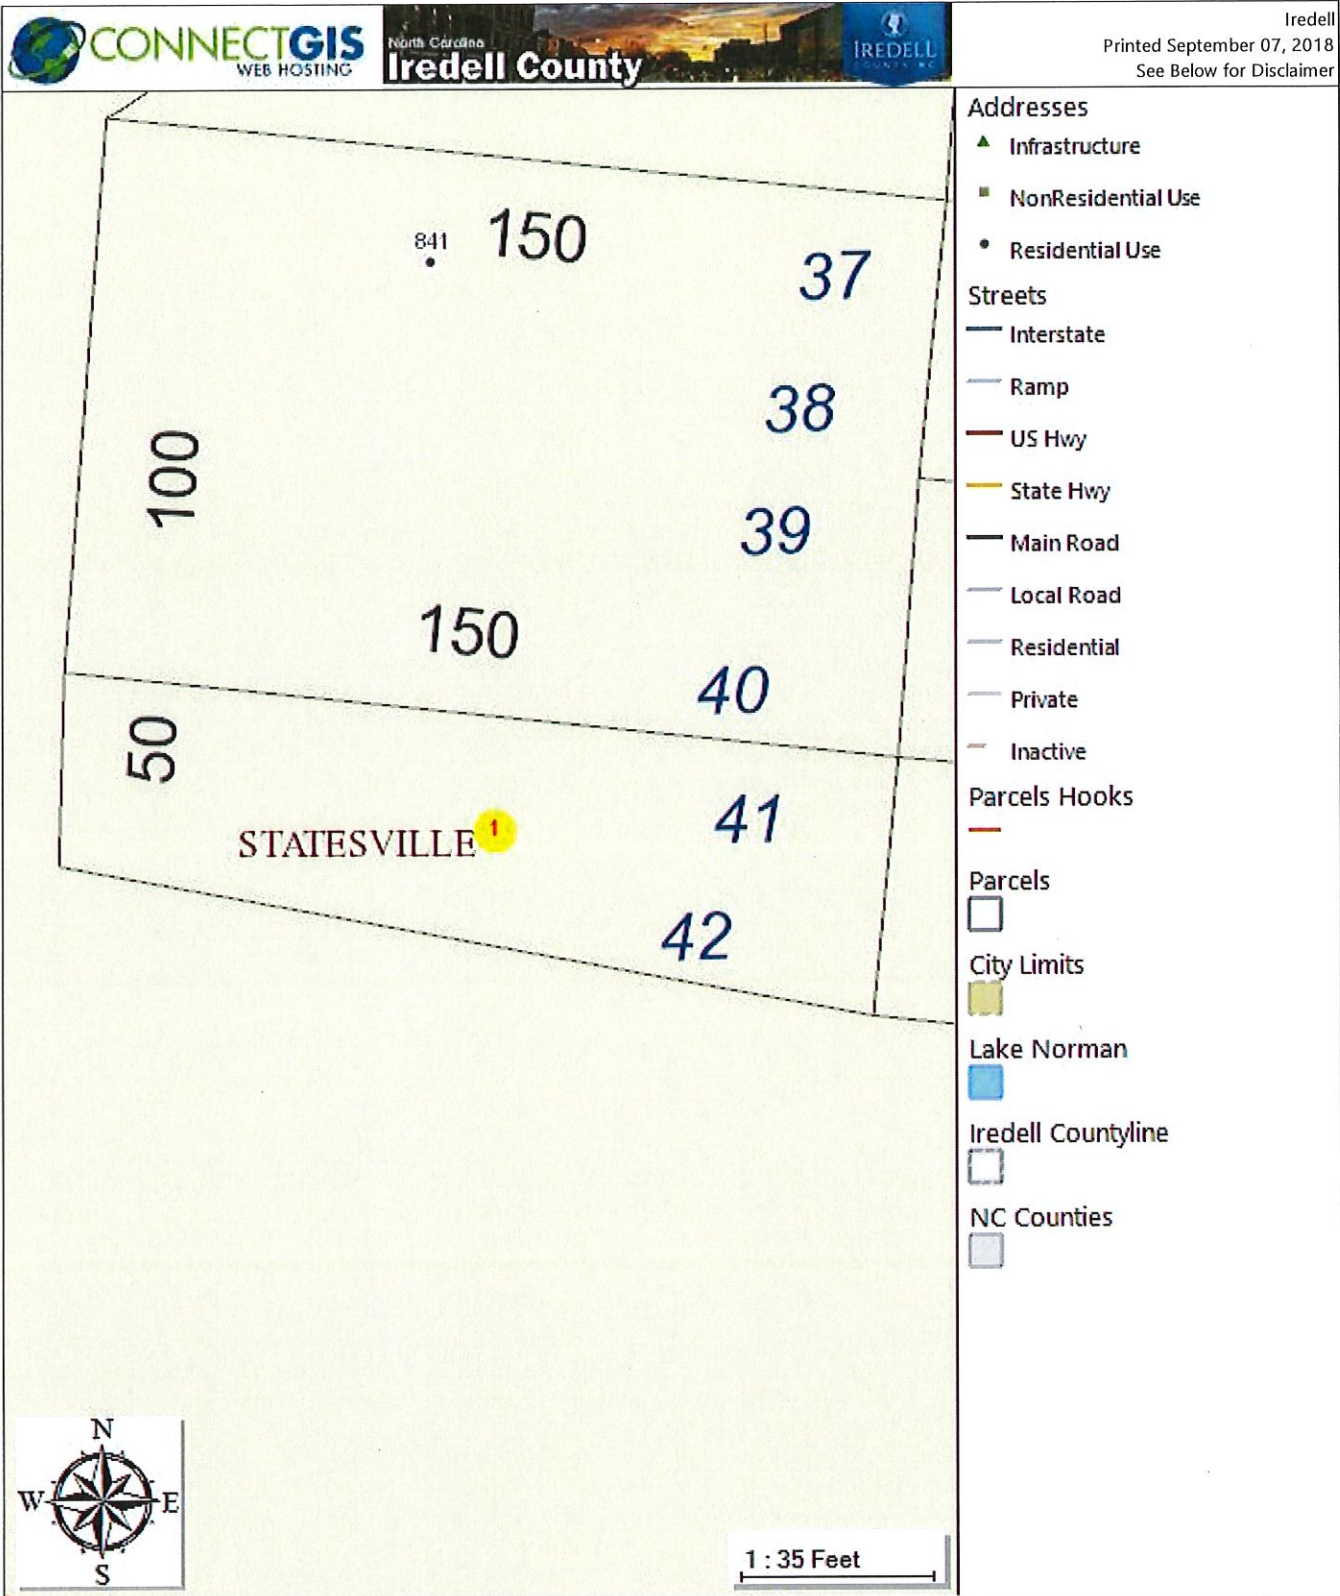 CONNECTGIS
WEB HOSTING
North Carolina
Iredell County
IREDELL
Iredell
Printed September 07, 2018
See Below for Disclaimer
841
150
37
38
100
39
150
40
50
41
STATESVILLE
1
42
N
W
E
S
1 : 35 Feet
Addresses
Infrastructure
NonResidential Use
Residential Use
Streets
Interstate
Ramp
US Hwy
State Hwy
Main Road
Local Road
Residential
Private
Inactive
Parcels Hooks
Parcels
City Limits
Lake Norman
Iredell Countyline
NC Counties